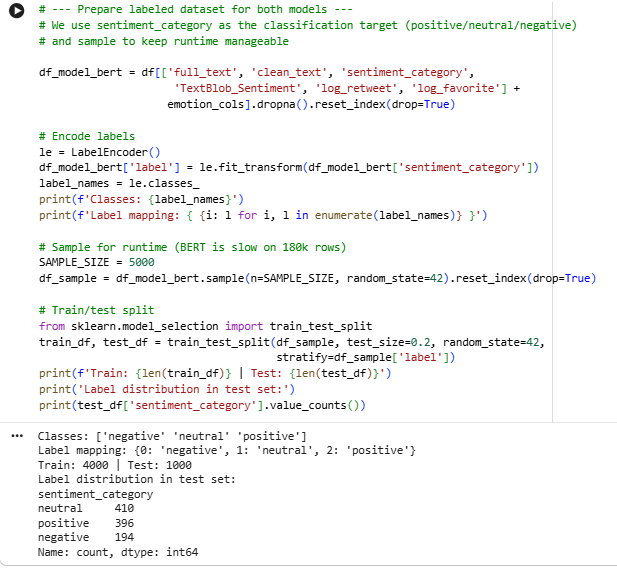 # --- Prepare labeled dataset for both models ---
# We use sentiment_category as the classification target (positive/neutral/negative)
# and sample to keep runtime manageable
df_model_bert = df[['full_text', 'clean_text', 'sentiment_category',
'TextBlob_Sentiment', 'log_retweet', 'log_favorite'] +
emotion_cols].dropna().reset_index(drop=True)
# Encode labels
le = LabelEncoder()
df_model_bert['label'] = le.fit_transform(df_model_bert['sentiment_category'])
label_names = le.classes_
print(f'Classes: {label_names}')
print(f'Label mapping: { {i: l for i, l in enumerate(label_names)} }')
# Sample for runtime (BERT is slow on 180k rows)
SAMPLE_SIZE = 5000
df_sample = df_model_bert.sample(n=SAMPLE_SIZE, random_state=42).reset_index(drop=True)
# Train/test split
from sklearn.model_selection import train_test_split
train_df, test_df = train_test_split(df_sample, test_size=0.2, random_state=42,
stratify=df_sample['label'])
print(f'Train: {len(train_df)} | Test: {len(test_df)}')
print('Label distribution in test set:')
print(test_df['sentiment_category'].value_counts())
Classes: ['negative' 'neutral' 'positive']
Label mapping: {0: 'negative', 1: 'neutral', 2: 'positive'}
Train: 4000 | Test: 1000
Label distribution in test set:
sentiment_category
neutral 410
positive 396
negative 194
Name: count, dtype: int64